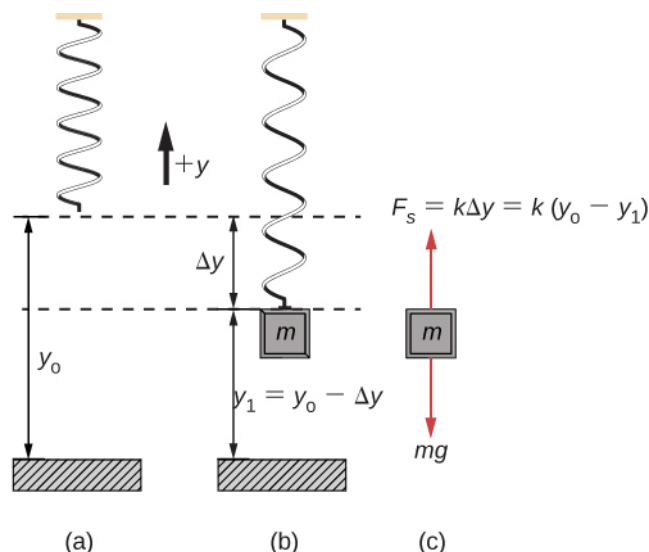 +y
F_s = kΔy = k (y_o − y_1)
Δy
m
m
y_o
y_1 = y_o − Δy
mg
(a) (b) (c)